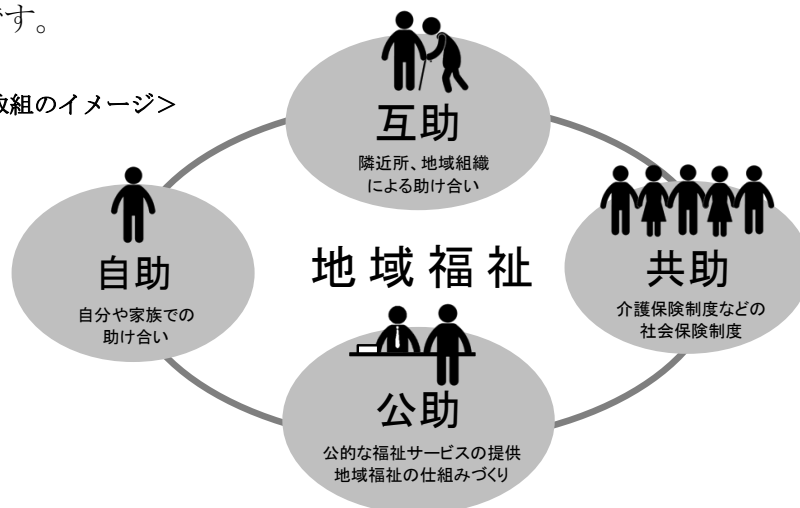 です。
取組のイメージ＞
互助
隣近所、地域組織
による助け合い
自助
自分や家族での
助け合い
地域福祉
共助
介護保険制度などの
社会保険制度
公助
公的な福祉サービスの提供
地域福祉の仕組みづくり